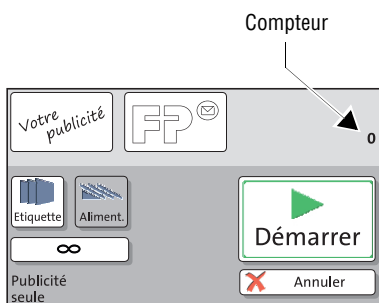 Compteur
Votre
publicité
FP®
0
Etiquette
Aliment.
Démarrer
∞
Publicité
seule
Annuler